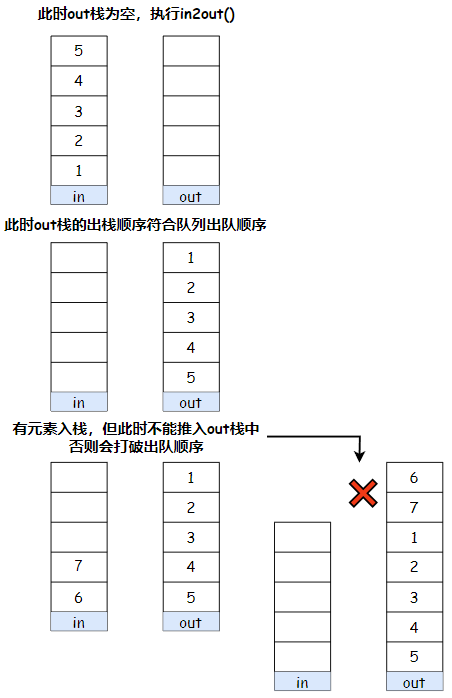 此时out栈为空，执行in2out()
5
4
3
2
1
in out
此时out栈的出栈顺序符合队列出队顺序
1
2
3
4
5
in out
有元素入栈，但此时不能推入out栈中
否则会打破出队顺序
1
2
3
7 4
6 5
in out
6
7
1
2
3
4
5
in out